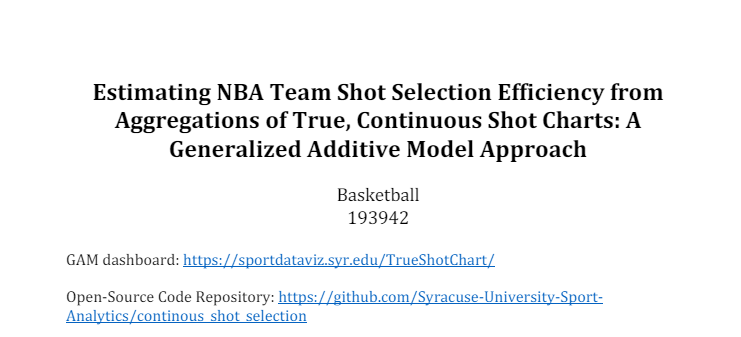 Estimating NBA Team Shot Selection Efficiency from
Aggregations of True, Continuous Shot Charts: A
Generalized Additive Model Approach
Basketball
193942
GAM dashboard: https://sportdataviz.syr.edu/TrueShotChart/
Open-Source Code Repository: https://github.com/Syracuse-University-Sport-
Analytics/continous_shot_selection